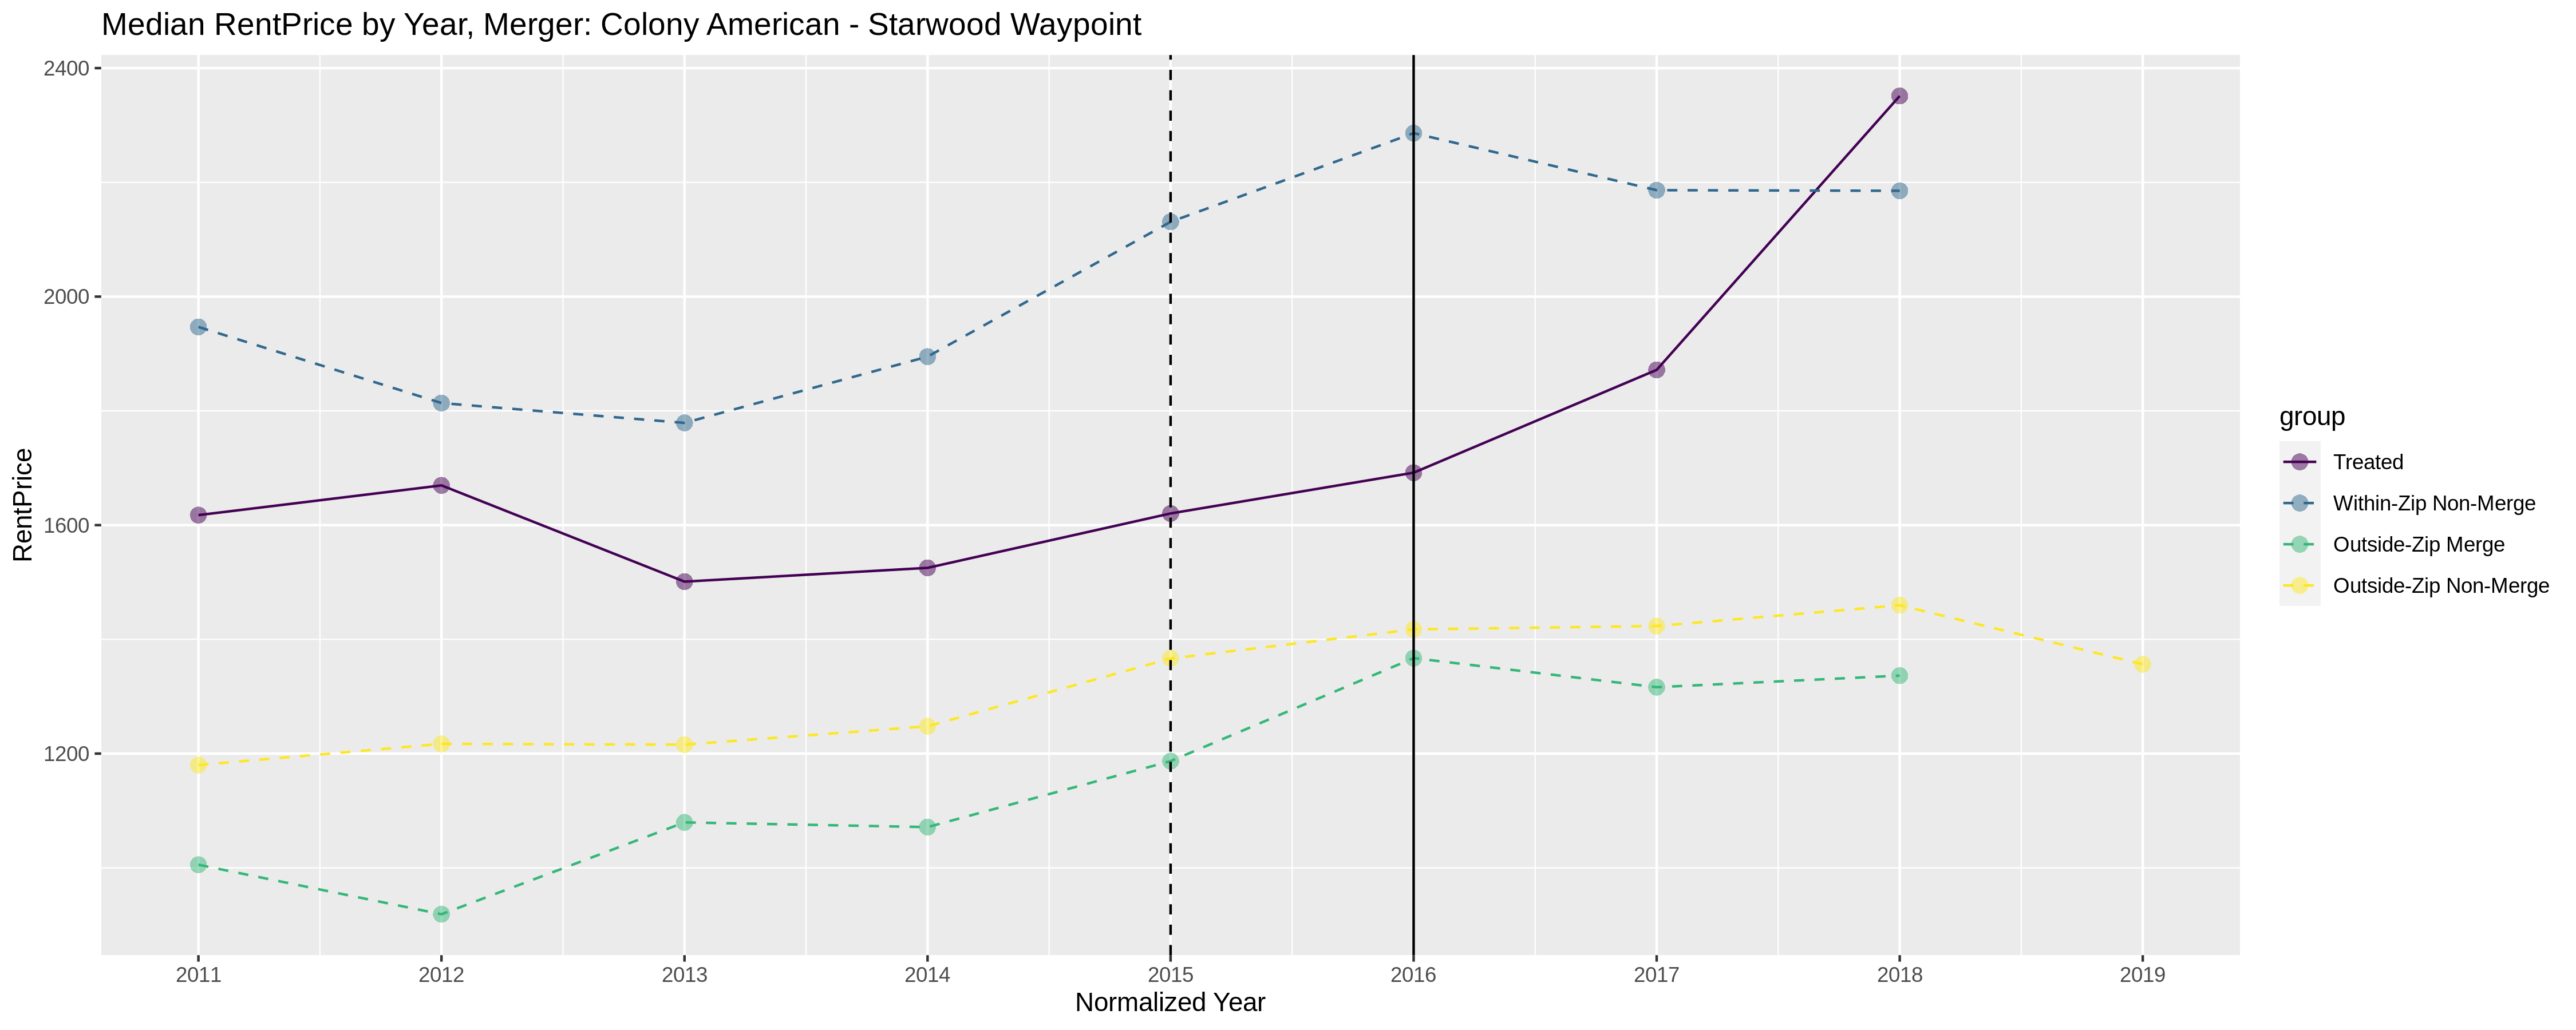 Median RentPrice by Year, Merger: Colony American - Starwood Waypoint
2400
2000
1600
1200
RentPrice
2011 2012 2013 2014 2015 2016 2017 2018 2019
Normalized Year
group
Treated
Within-Zip Non-Merge
Outside-Zip Merge
Outside-Zip Non-Merge